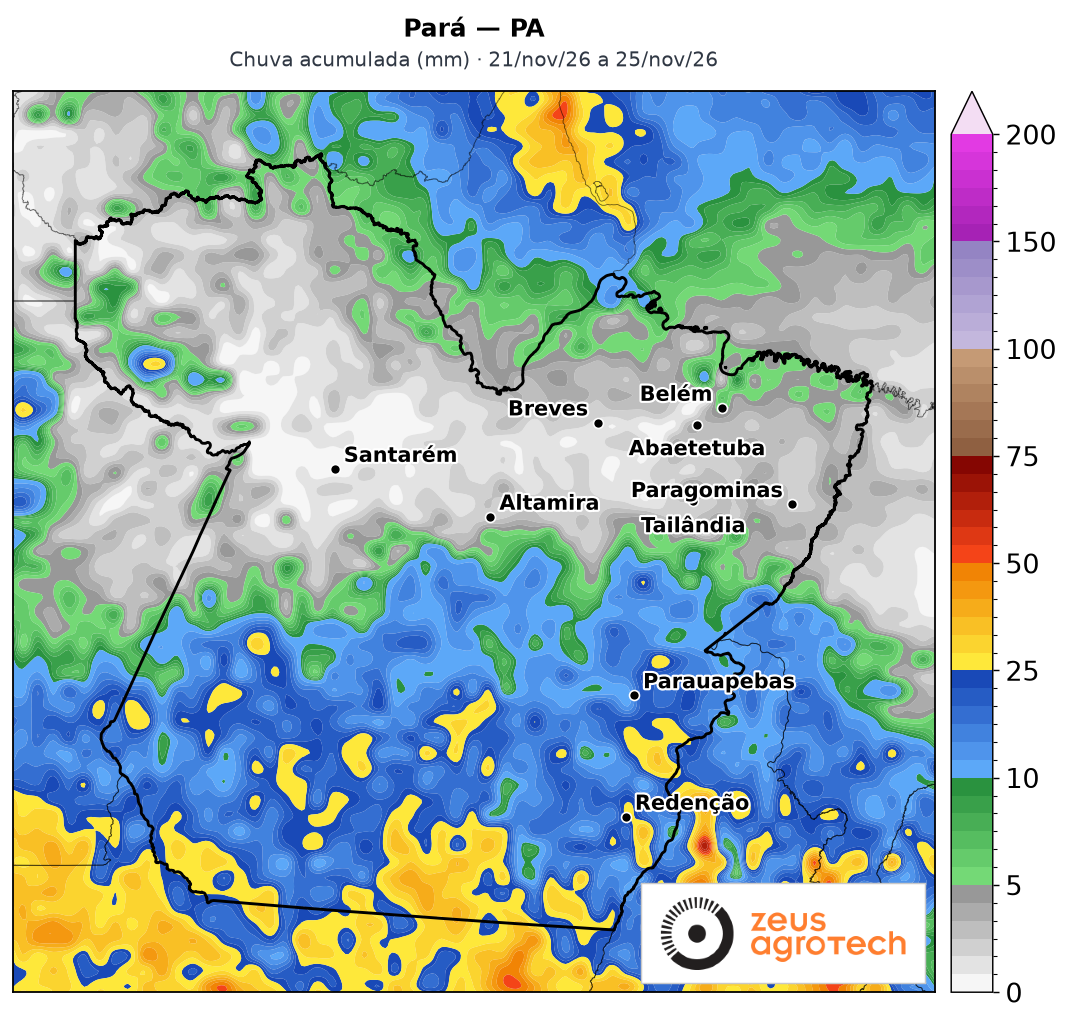 Pará — PA
Chuva acumulada (mm) · 21/nov/26 a 25/nov/26
200
150
100
75
50
25
10
5
0
Belém
Breves
Abaetetuba
Santarém
Paragominas
Altamira
Tailândia
Parauapebas
Redenção
zeus
agrotech